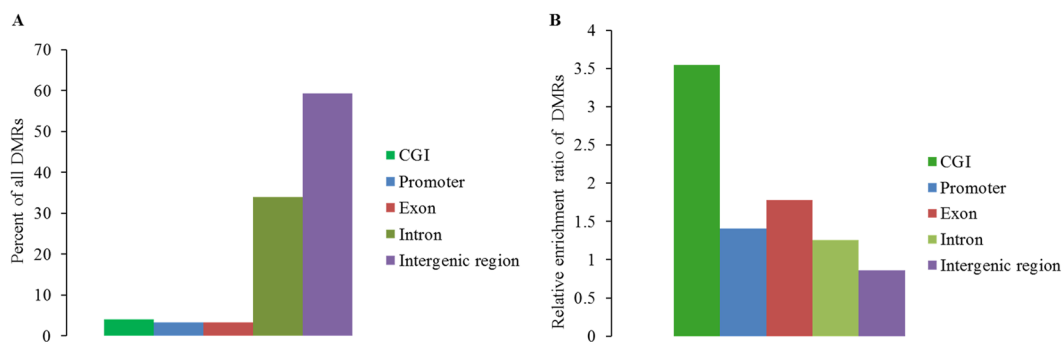 A
Percent of all DMRs
70
60
50
40
30
20
10
0
CGI
Promoter
Exon
Intron
Intergenic region
B
Relative enrichment ratio of DMRs
4
3.5
3
2.5
2
1.5
1
0.5
0
CGI
Promoter
Exon
Intron
Intergenic region